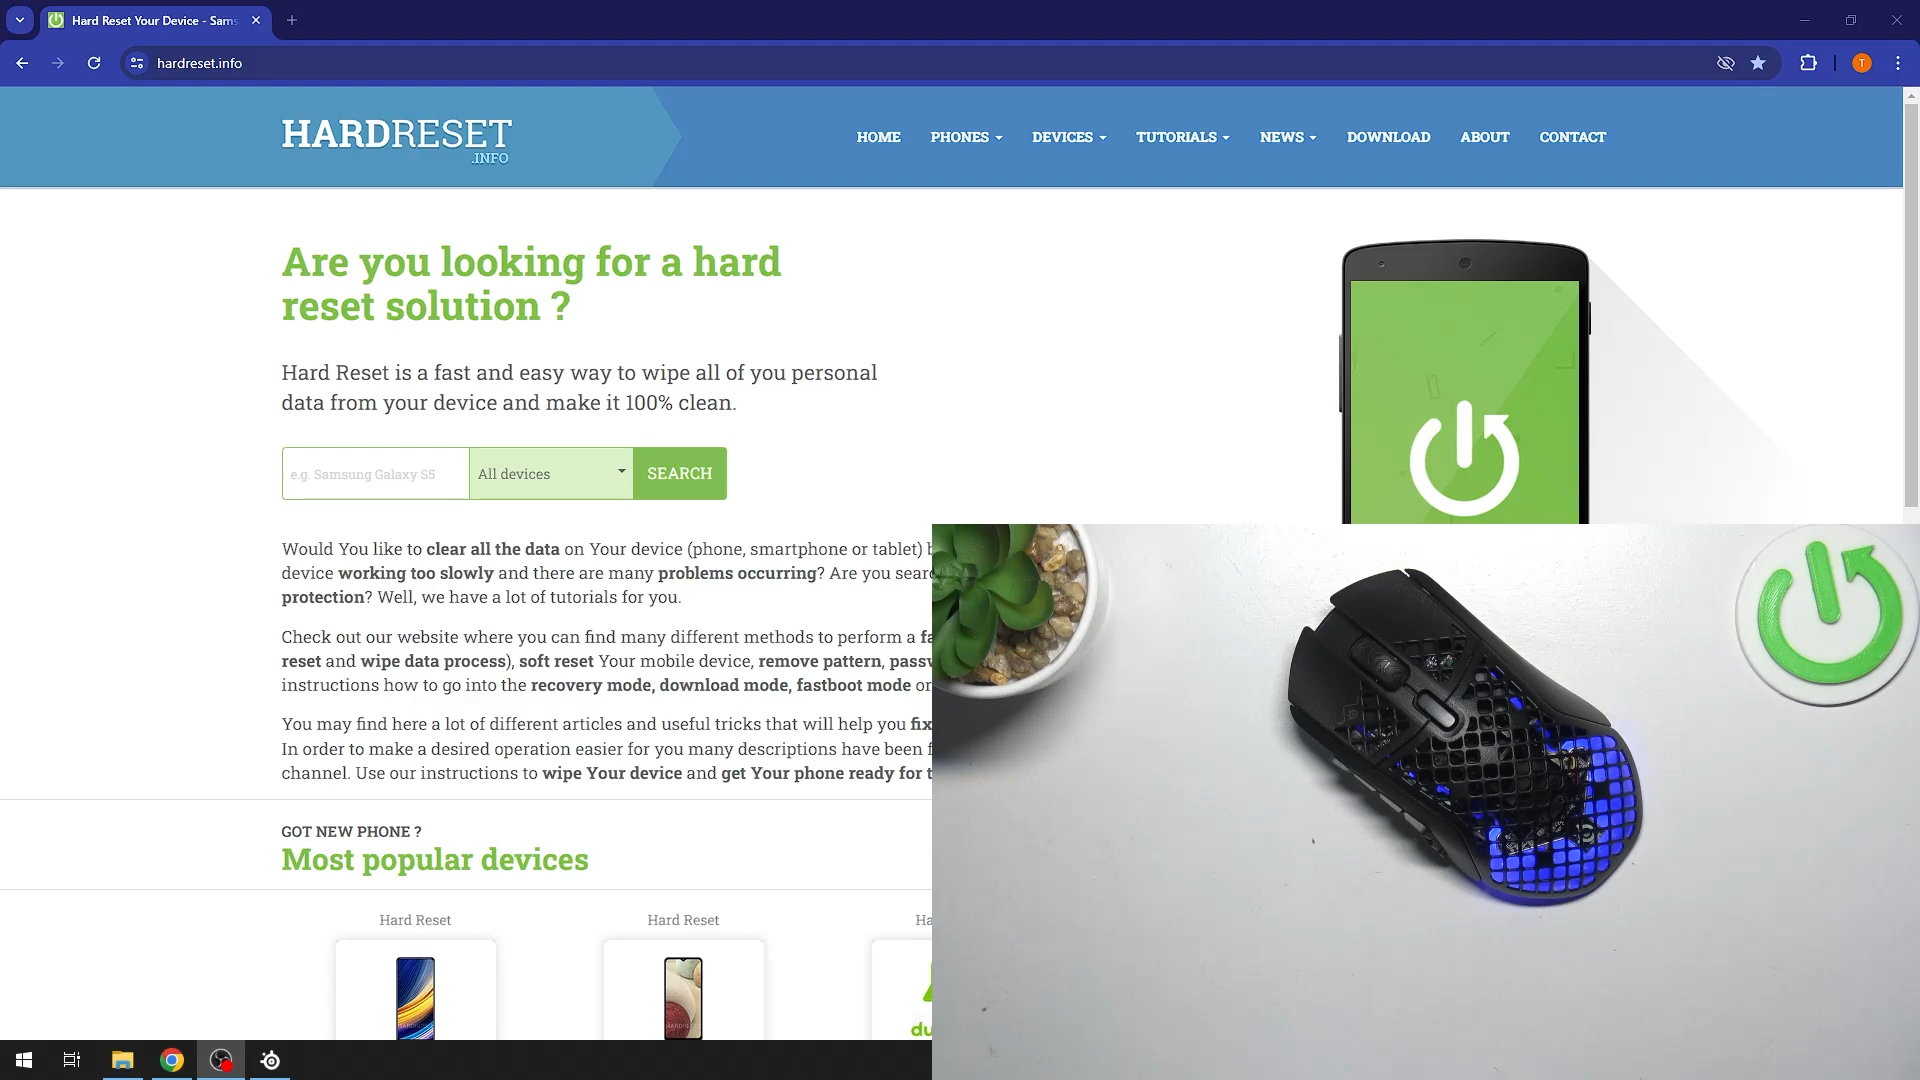 Hard Reset Your Device - Sams
hardreset.info
T
HARDRESET
.INFO
HOME PHONES DEVICES TUTORIALS NEWS DOWNLOAD ABOUT CONTACT
Are you looking for a hard
reset solution ?
Hard Reset is a fast and easy way to wipe all of you personal
data from your device and make it 100% clean.
e.g. Samsung Galaxy S5 All devices SEARCH
Would You like to clear all the data on Your device (phone, smartphone or tablet)
device working too slowly and there are many problems occurring? Are you sear
protection? Well, we have a lot of tutorials for you.
Check out our website where you can find many different methods to perform a
reset and wipe data process), soft reset Your mobile device, remove pattern, passw
instructions how to go into the recovery mode, download mode, fastboot mode or
You may find here a lot of different articles and useful tricks that will help you fix
In order to make a desired operation easier for you many descriptions have been
channel. Use our instructions to wipe Your device and get Your phone ready for t
GOT NEW PHONE ?
Most popular devices
Hard Reset Hard Reset Ha
du